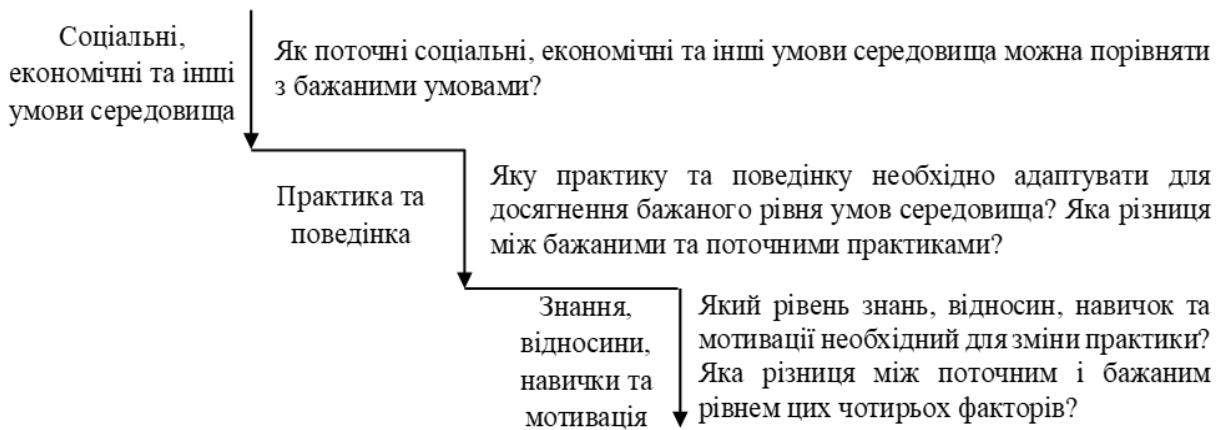 Соціальні,
економічні та інші
умови середовища
Як поточні соціальні, економічні та інші умови середовища можна порівняти
з бажаними умовами?
Практика та
поведінка
Яку практику та поведінку необхідно адаптувати для
досягнення бажаного рівня умов середовища? Яка різниця
між бажаними та поточними практиками?
Знання,
відносини,
навички та
мотивація
Який рівень знань, відносин, навичок та
мотивації необхідний для зміни практики?
Яка різниця між поточним і бажаним
рівнем цих чотирьох факторів?